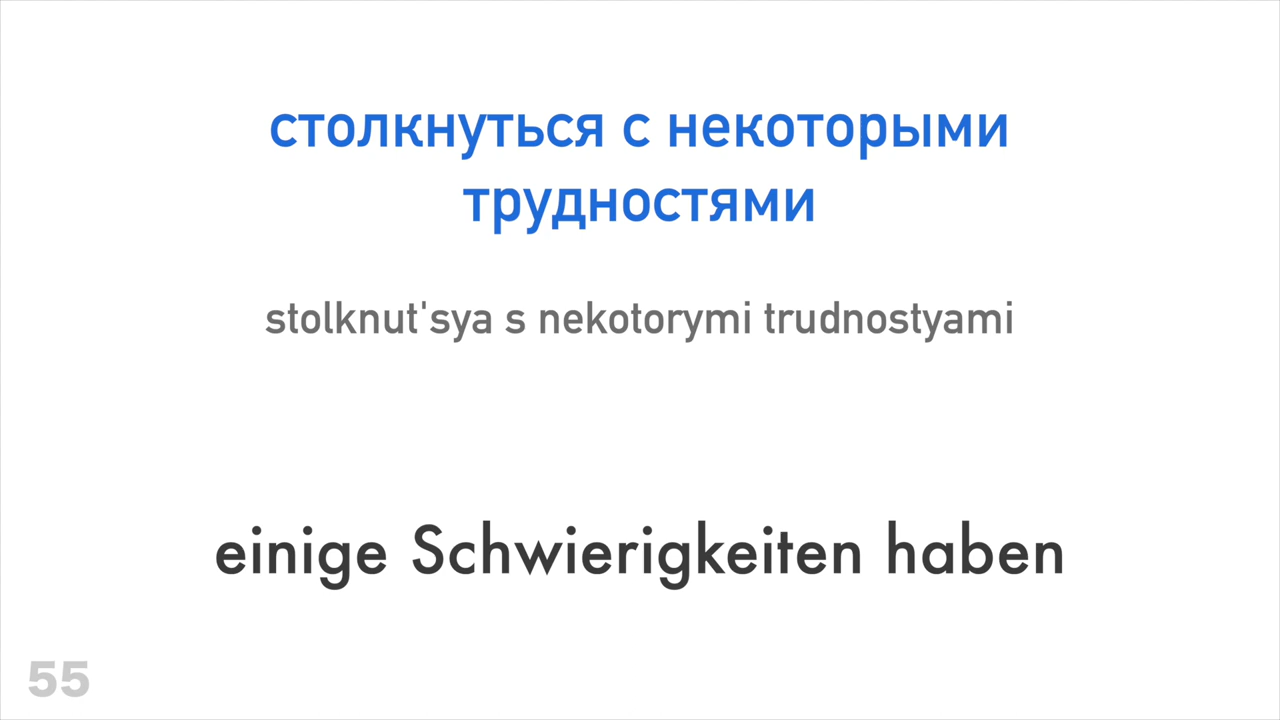 столкнуться с некоторыми
трудностями
stolknut'sya s nekotorymi trudnostyami
einige Schwierigkeiten haben
55